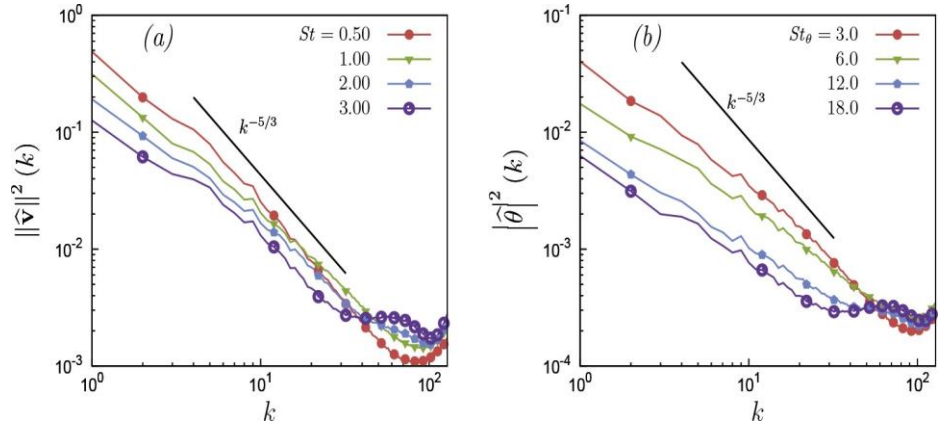 (a)
St = 0.50
1.00
2.00
3.00
k^{-5/3}
||v̂||² (k)
10^0
10^{-1}
10^{-2}
10^{-3}
10^0
10^1
10^2
k
(b)
St_θ = 3.0
6.0
12.0
18.0
k^{-5/3}
|θ̂|² (k)
10^{-1}
10^{-2}
10^{-3}
10^{-4}
10^0
10^1
10^2
k